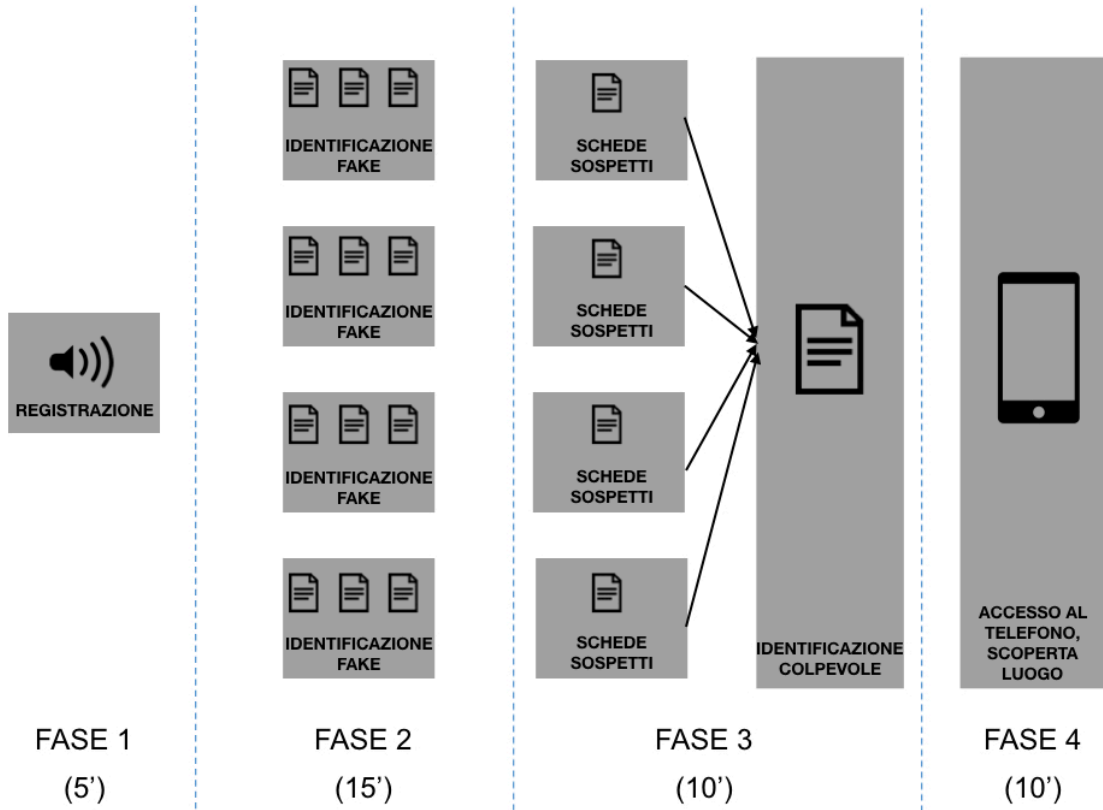 REGISTRAZIONE
FASE 1
(5’)
IDENTIFICAZIONE
FAKE
IDENTIFICAZIONE
FAKE
IDENTIFICAZIONE
FAKE
IDENTIFICAZIONE
FAKE
FASE 2
(15’)
SCHEDE
SOSPETTI
SCHEDE
SOSPETTI
SCHEDE
SOSPETTI
SCHEDE
SOSPETTI
IDENTIFICAZIONE
COLPEVOLE
FASE 3
(10’)
ACCESSO AL
TELEFONO,
SCOPERTA
LUOGO
FASE 4
(10’)